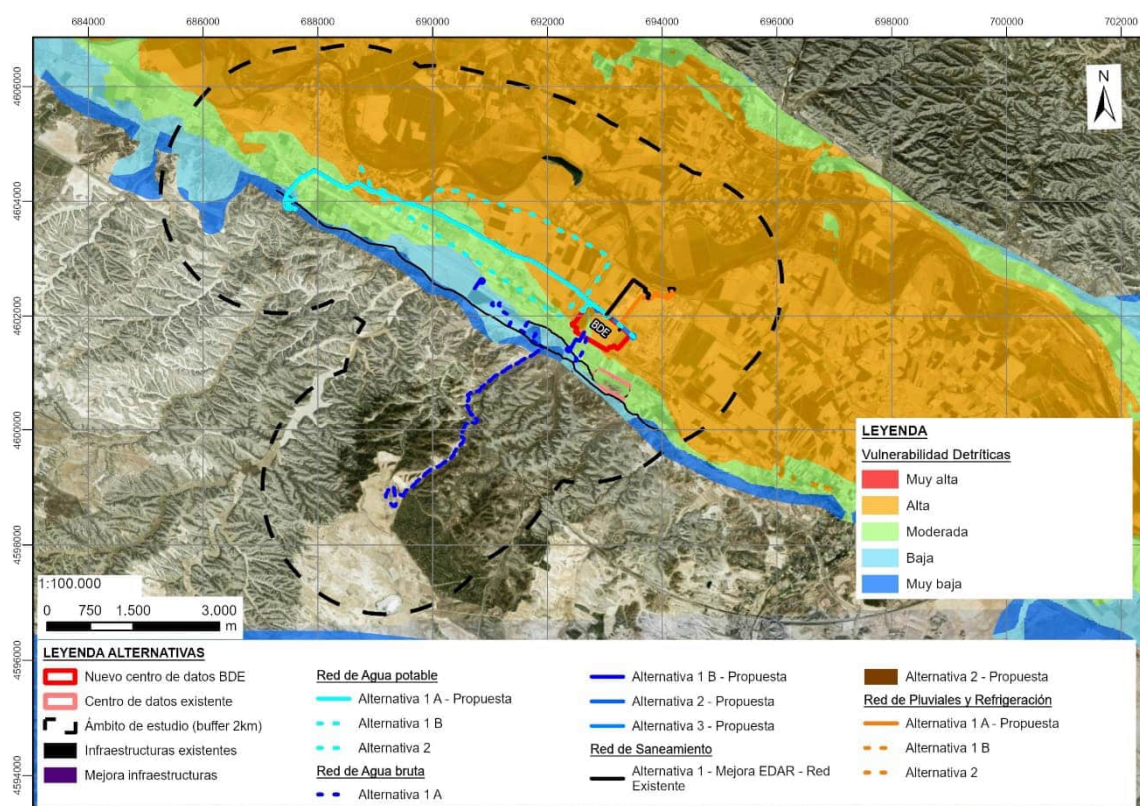 684000 686000 688000 690000 692000 694000 696000 698000 700000 702000
4606000
4604000
4602000
4600000
4598000
4596000
4594000
N
BDE
LEYENDA
Vulnerabilidad Detríticas
Muy alta
Alta
Moderada
Baja
Muy baja
1:100.000
0 750 1.500 3.000
m
LEYENDA ALTERNATIVAS
Nuevo centro de datos BDE
Centro de datos existente
Ámbito de estudio (buffer 2km)
Infraestructuras existentes
Mejora infraestructuras
Red de Agua potable
Alternativa 1 A - Propuesta
Alternativa 1 B
Alternativa 2
Red de Agua bruta
Alternativa 1 A
Alternativa 1 B - Propuesta
Alternativa 2 - Propuesta
Alternativa 3 - Propuesta
Red de Saneamiento
Alternativa 1 - Mejora EDAR - Red
Existente
Alternativa 2 - Propuesta
Red de Pluviales y Refrigeración
Alternativa 1 A - Propuesta
Alternativa 1 B
Alternativa 2